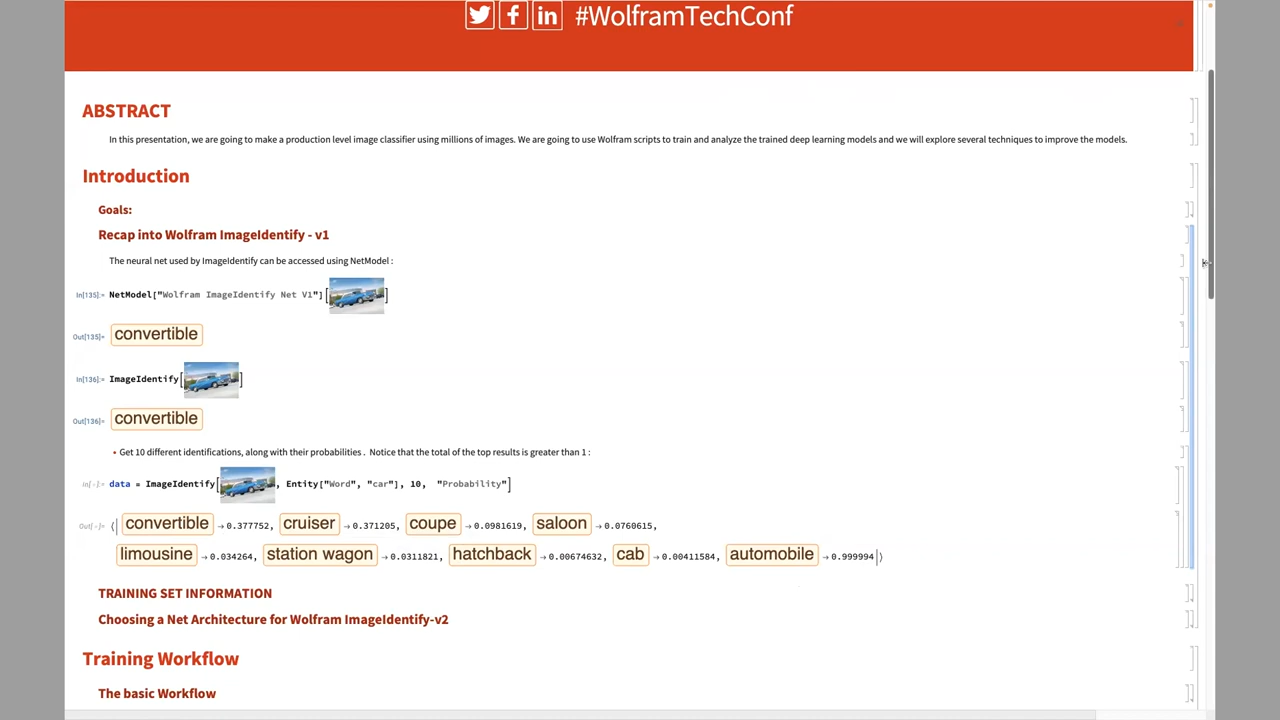 #WolframTechConf
ABSTRACT
In this presentation, we are going to make a production level image classifier using millions of images. We are going to use Wolfram scripts to train and analyze the trained deep learning models and we will explore several techniques to improve the models.
Introduction
Goals:
Recap into Wolfram ImageIdentify - v1
The neural net used by ImageIdentify can be accessed using NetModel:
In[135]:= NetModel["Wolfram ImageIdentify Net V1"][ ]
Out[135]= convertible
In[136]:= ImageIdentify[ ]
Out[136]= convertible
• Get 10 different identifications, along with their probabilities. Notice that the total of the top results is greater than 1:
In[-]:= data = ImageIdentify[ , Entity["Word", "car"], 10, "Probability"]
Out[-]= <| convertible → 0.377752, cruiser → 0.371205, coupe → 0.0981619, saloon → 0.0760615,
limousine → 0.034264, station wagon → 0.0311821, hatchback → 0.00674632, cab → 0.00411584, automobile → 0.999994 |>
TRAINING SET INFORMATION
Choosing a Net Architecture for Wolfram ImageIdentify-v2
Training Workflow
The basic Workflow